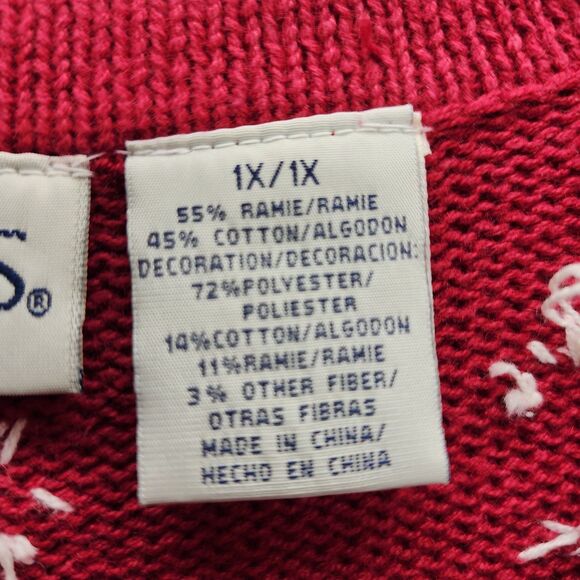 1X/1X
55% RAMIE/RAMIE
45% COTTON/ALGODON
DECORATION/DECORACION:
72%POLYESTER/
POLIESTER
14%COTTON/ALGODON
11%RAMIE/RAMIE
3% OTHER FIBER/
OTRAS FIBRAS
MADE IN CHINA/
HECHO EN CHINA
S®